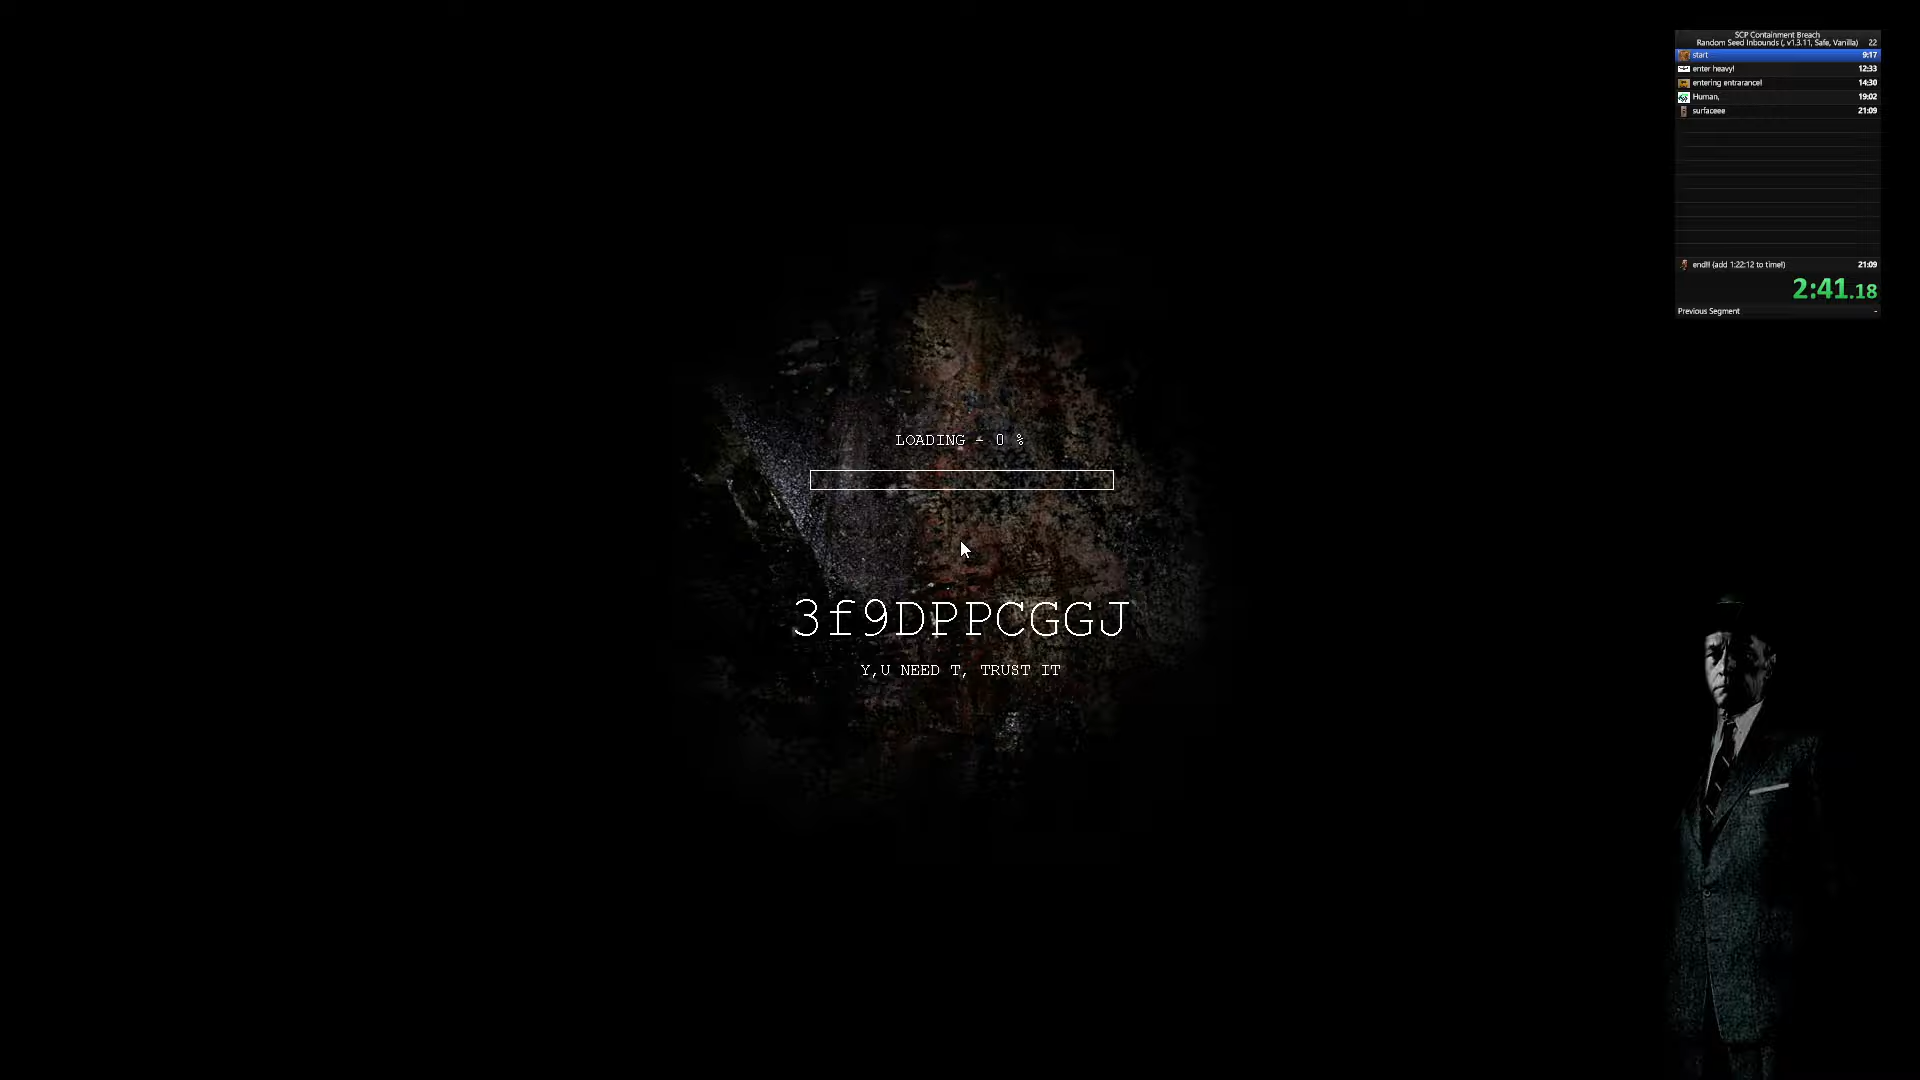 SCP Containment Breach
Random Seed Inbounds (, v1.3.11, Safe, Vanilla) 22
start 9:17
enter heavy! 12:33
entering entrarance! 14:30
Human, 19:02
surfaceee 21:09
end!! (add 1:22:12 to time!) 21:09
2:41.18
Previous Segment -
LOADING - 0 %
3f9DPPCGGJ
Y,U NEED T, TRUST IT